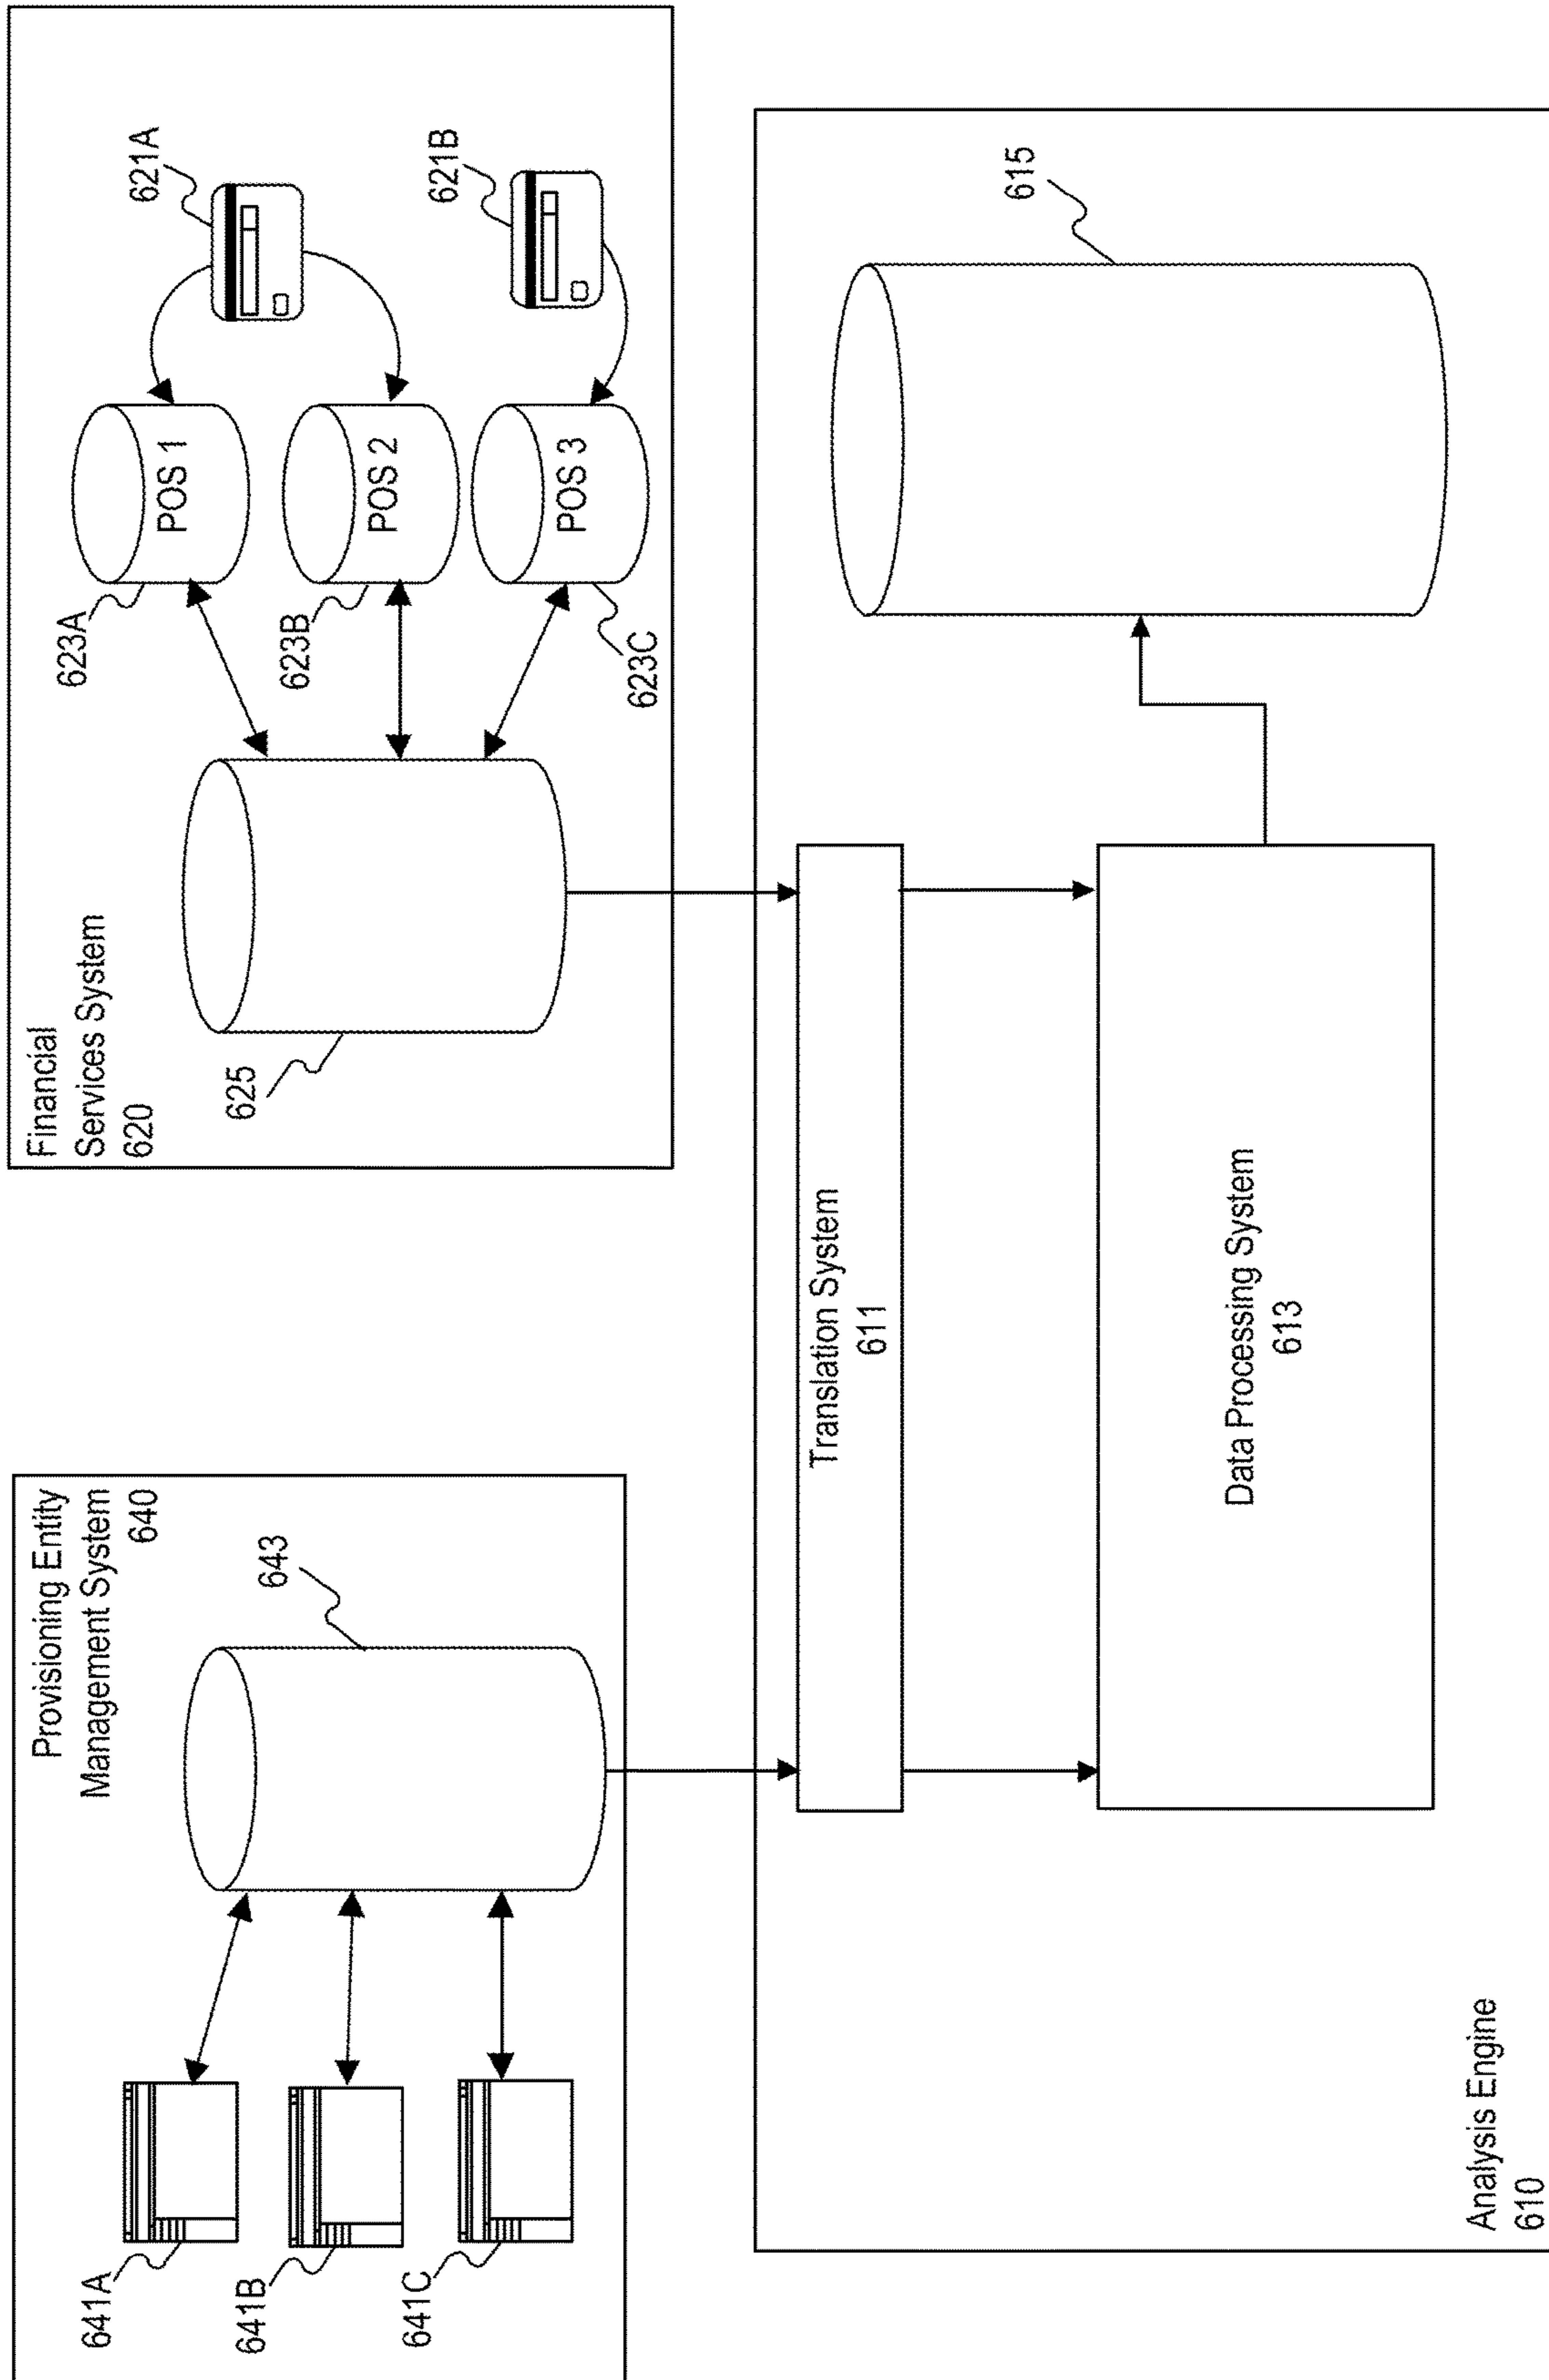 Provisioning Entity
Management System
640
641A
641B
641C
643
Financial
Services System
620
625
623A
623B
623C
POS 1
POS 2
POS 3
621A
621B
Translation System
611
Data Processing System
613
615
Analysis Engine
610